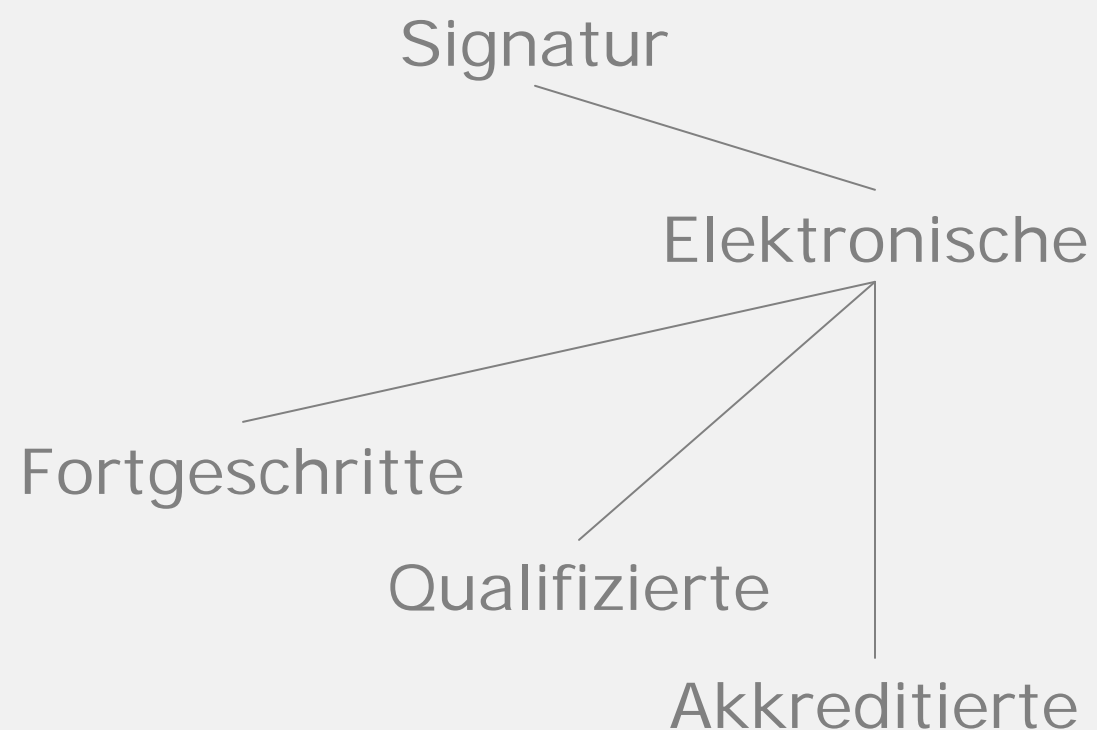 Signatur
Elektronische
Fortgeschritte
Qualifizierte
Akkreditierte